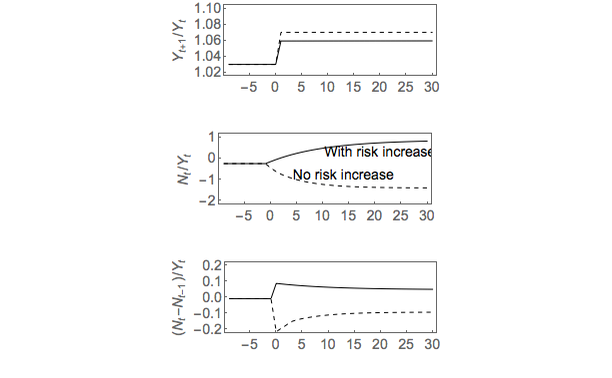 Y_{t+1}/Y_t
1.10
1.08
1.06
1.04
1.02
−5 0 5 10 15 20 25 30
N_t/Y_t
1
0
−1
−2
With risk increase
No risk increase
−5 0 5 10 15 20 25 30
(N_t−N_{t−1})/Y_t
0.2
0.1
0.0
−0.1
−0.2
−5 0 5 10 15 20 25 30